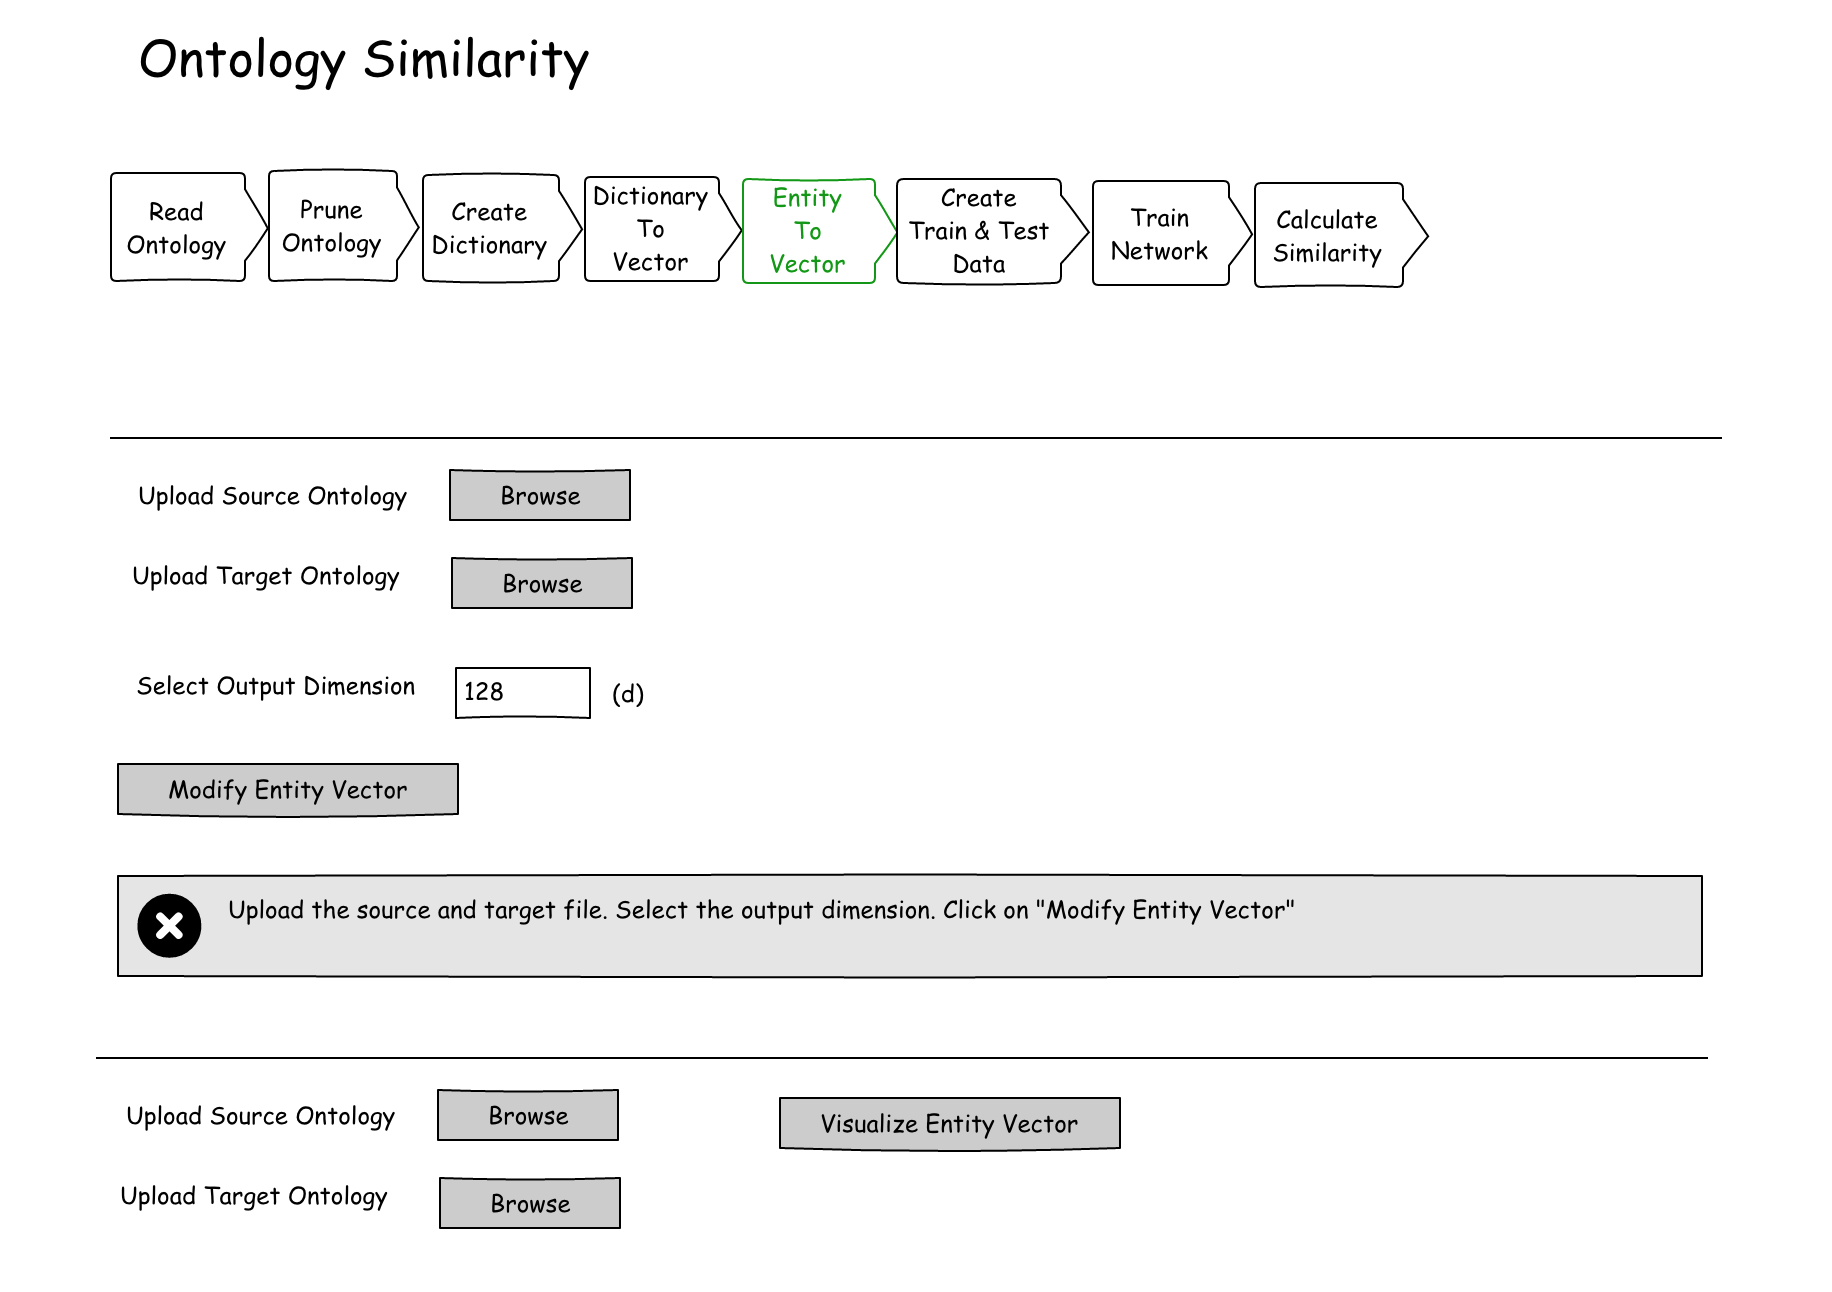 Ontology Similarity
Read
Ontology
Prune
Ontology
Create
Dictionary
Dictionary
To
Vector
Entity
To
Vector
Create
Train & Test
Data
Train
Network
Calculate
Similarity
Upload Source Ontology
Browse
Upload Target Ontology
Browse
Select Output Dimension
128
(d)
Modify Entity Vector
Upload the source and target file. Select the output dimension. Click on "Modify Entity Vector"
Upload Source Ontology
Browse
Visualize Entity Vector
Upload Target Ontology
Browse